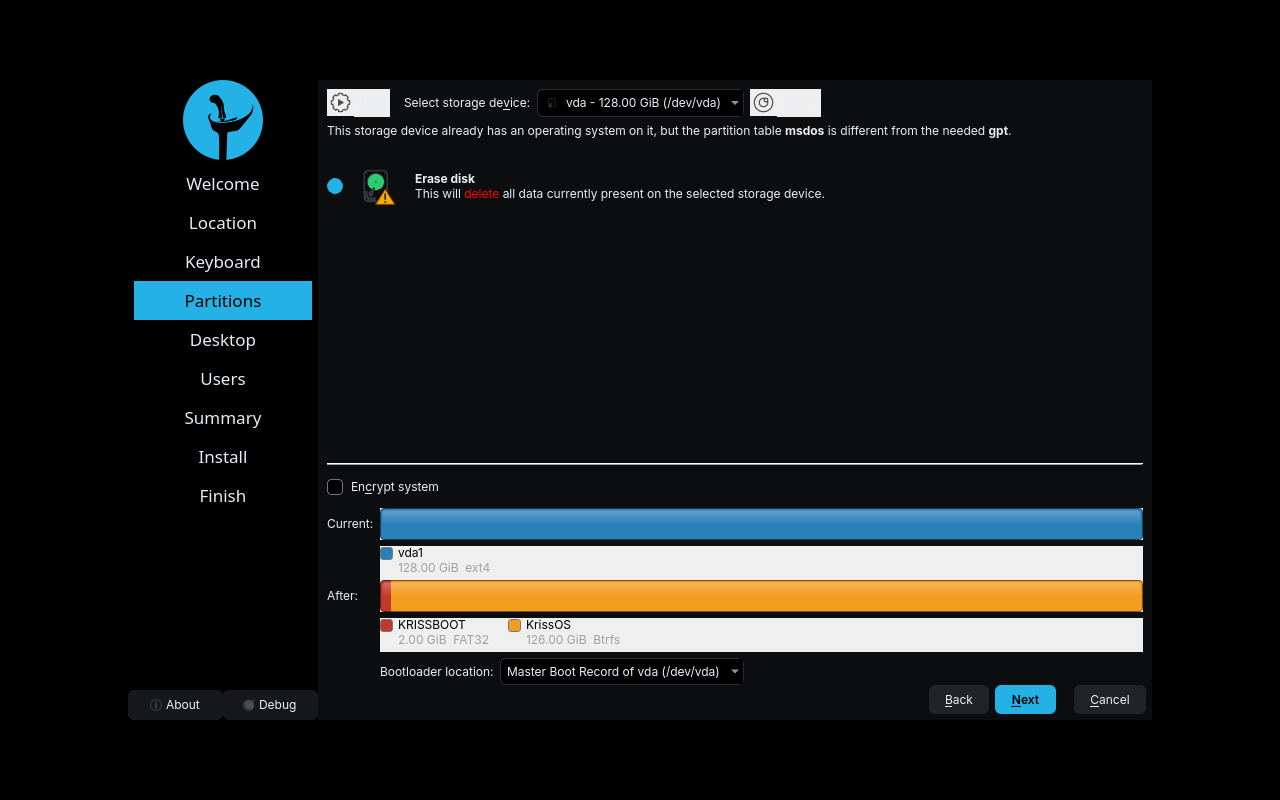 Select storage device:
vda - 128.00 GiB (/dev/vda)
This storage device already has an operating system on it, but the partition table msdos is different from the needed gpt.
Erase disk
This will delete all data currently present on the selected storage device.
Welcome
Location
Keyboard
Partitions
Desktop
Users
Summary
Install
Finish
Encrypt system
Current:
vda1
128.00 GiB ext4
After:
KRISSBOOT
2.00 GiB FAT32
KrissOS
126.00 GiB Btrfs
Bootloader location:
Master Boot Record of vda (/dev/vda)
About
Debug
Back
Next
Cancel